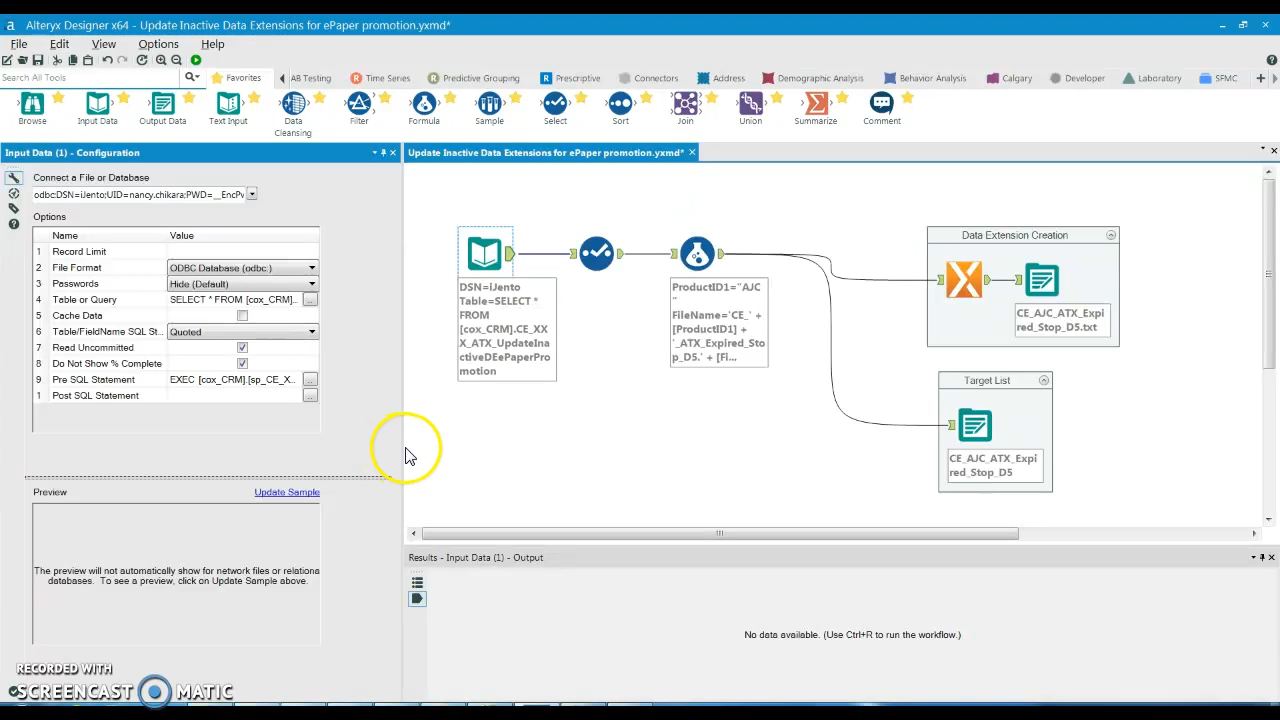 Alteryx Designer x64 - Update Inactive Data Extensions for ePaper promotion.yxmd*
File Edit View Options Help
Search All Tools Favorites AB Testing Time Series Predictive Grouping Prescriptive Connectors Address Demographic Analysis Behavior Analysis Calgary Developer Laboratory SFMC
Browse Input Data Output Data Text Input Data Filter Formula Sample Select Sort Join Union Summarize Comment
Cleansing
Input Data (1) - Configuration
Update Inactive Data Extensions for ePaper promotion.yxmd*
Connect a File or Database
odbc:DSN=iJento;UID=nancy.chikara;PWD=__EncPv
Options
Name Value
1 Record Limit
2 File Format ODBC Database (odbc:)
3 Passwords Hide (Default)
4 Table or Query SELECT * FROM [cox_CRM]... ...
5 Cache Data
6 Table/FieldName SQL St... Quoted
7 Read Uncommitted
8 Do Not Show % Complete
9 Pre SQL Statement EXEC [cox_CRM].[sp_CE_X... ...
1 Post SQL Statement ...
Preview Update Sample
The preview will not automatically show for network files or relationa
databases. To see a preview, click on Update Sample above.
DSN=iJento
Table=SELECT *
FROM
[cox_CRM].CE_XX
X_ATX_UpdateIna
ctiveDEePaperPro
motion
ProductID1="AJC
"
FileName='CE_' +
[ProductID1] +
'_ATX_Expired_Sto
p_D5.' + [Fi...
Data Extension Creation
CE_AJC_ATX_Expi
red_Stop_D5.txt
Target List
CE_AJC_ATX_Expi
red_Stop_D5
Results - Input Data (1) - Output
No data available. (Use Ctrl+R to run the workflow.)
RECORDED WITH
SCREENCAST MATIC